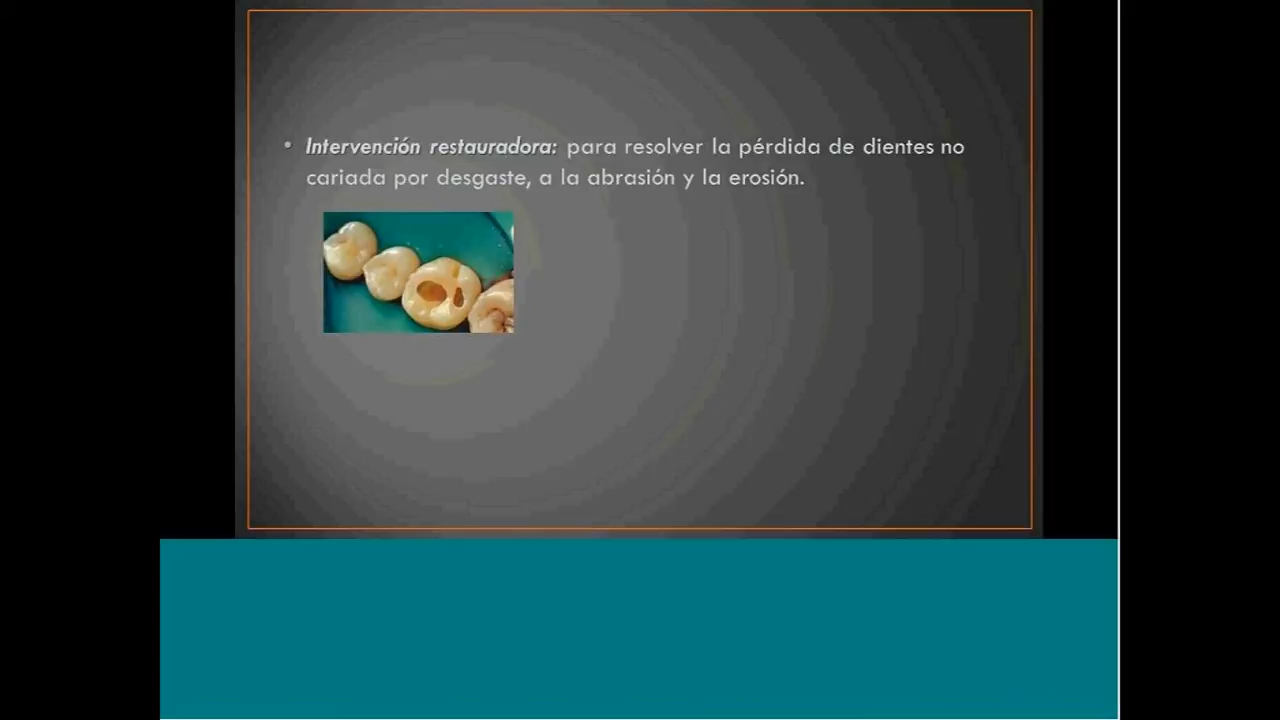 • Intervención restauradora: para resolver la pérdida de dientes no
cariada por desgaste, a la abrasión y la erosión.